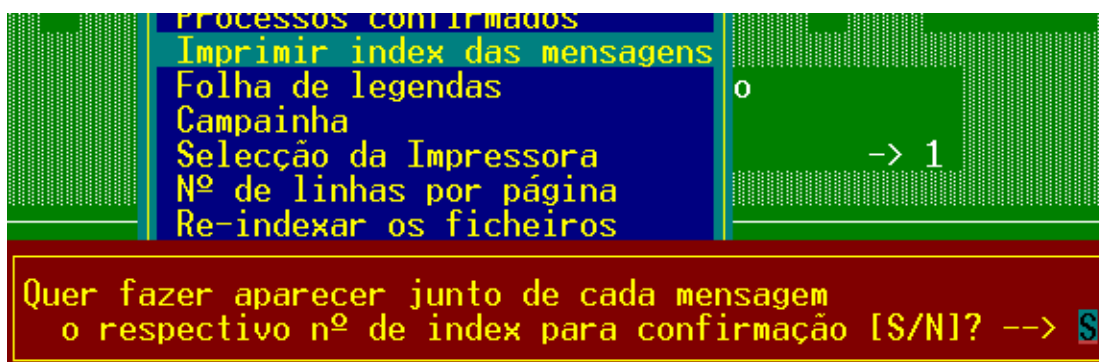 Processos confirmados
Imprimir index das mensagens
Folha de legendas
o
Campainha
Selecção da Impressora
-> 1
Nº de linhas por página
Re-indexar os ficheiros
Quer fazer aparecer junto de cada mensagem
o respectivo nº de index para confirmação [S/N]? --> S